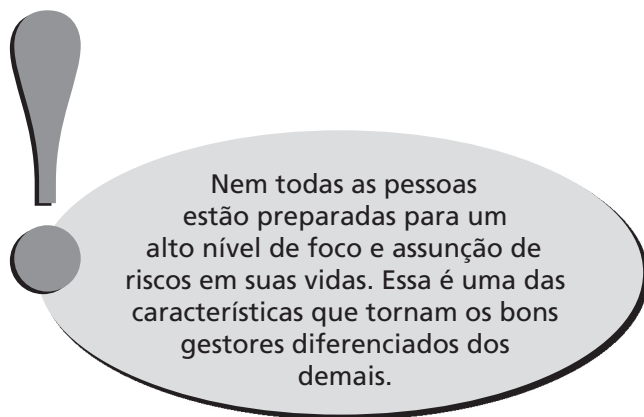 Nem todas as pessoas
estão preparadas para um
alto nível de foco e assunção de
riscos em suas vidas. Essa é uma das
características que tornam os bons
gestores diferenciados dos
demais.